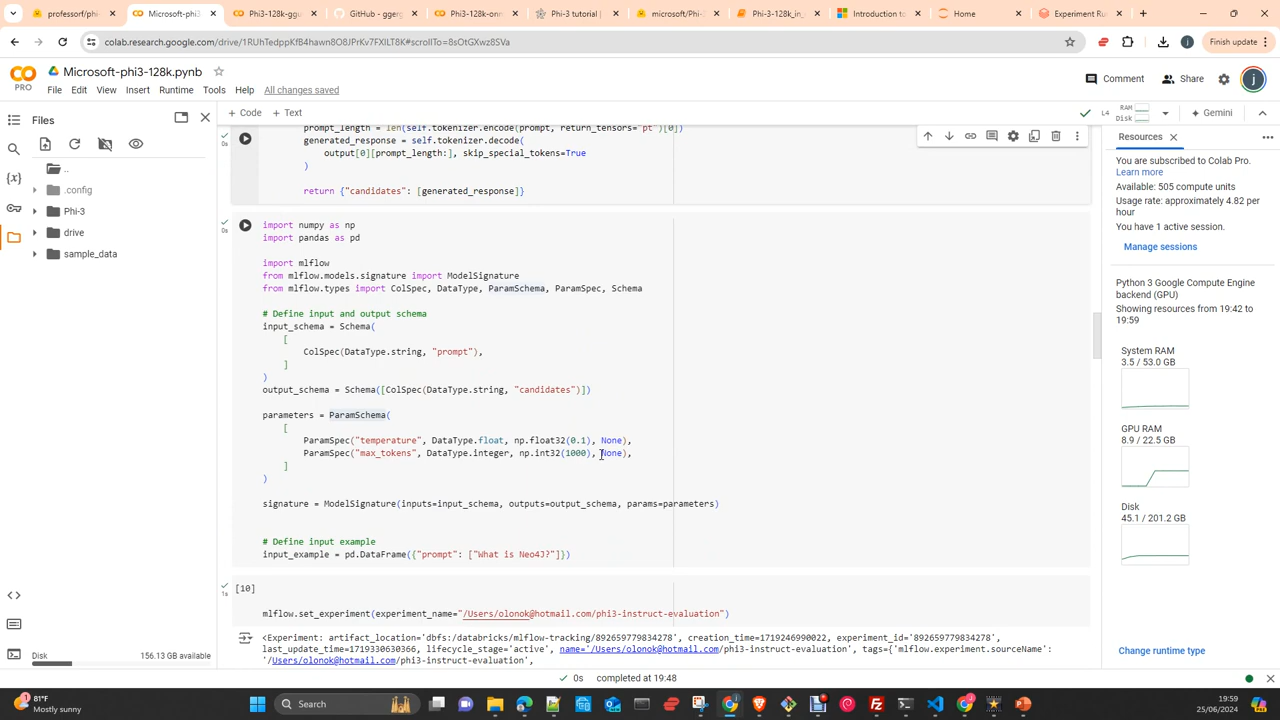 professor/phi
Microsoft-phi3
Phi3-mini-ggu
GitHub - ggerg
Phi3-mini-onn
Phi-3 tutorial |
microsoft/Phi-
Phi3-128k_in_d
Introduction to
Home
Experiment Ru
colab.research.google.com/drive/1RUhTedppKfB4hawn8O8JPrKv7FXILT8K#scrollTo=8sOtGXwz8SVa
Finish update
PRO
Microsoft-phi3-128k.pynb
File Edit View Insert Runtime Tools Help All changes saved
Comment
Share
j
Files
+ Code + Text
L4
RAM
Disk
Gemini
..
.config
Phi-3
drive
sample_data
prompt_length = len(self.tokenizer.encode(prompt, return_tensors="pt")[0])
generated_response = self.tokenizer.decode(
output[0][prompt_length:], skip_special_tokens=True
)
return {"candidates": [generated_response]}
0s
import numpy as np
import pandas as pd
import mlflow
from mlflow.models.signature import ModelSignature
from mlflow.types import ColSpec, DataType, ParamSchema, ParamSpec, Schema
# Define input and output schema
input_schema = Schema(
[
ColSpec(DataType.string, "prompt"),
]
)
output_schema = Schema([ColSpec(DataType.string, "candidates")])
parameters = ParamSchema(
[
ParamSpec("temperature", DataType.float, np.float32(0.1), None),
ParamSpec("max_tokens", DataType.integer, np.int32(1000), None),
]
)
signature = ModelSignature(inputs=input_schema, outputs=output_schema, params=parameters)
# Define input example
input_example = pd.DataFrame({"prompt": ["What is Neo4J?"]})
1s
[10]
mlflow.set_experiment(experiment_name="/Users/olonok@hotmail.com/phi3-instruct-evaluation")
<Experiment: artifact_location='dbfs:/databricks/mlflow-tracking/892659779834278', creation_time=1719246990022, experiment_id='892659779834278',
last_update_time=1719330630366, lifecycle_stage='active', name='/Users/olonok@hotmail.com/phi3-instruct-evaluation', tags={'mlflow.experiment.sourceName':
'/Users/olonok@hotmail.com/phi3-instruct-evaluation',
Disk
156.13 GB available
0s completed at 19:48
Resources
You are subscribed to Colab Pro.
Learn more
Available: 505 compute units
Usage rate: approximately 4.82 per
hour
You have 1 active session.
Manage sessions
Python 3 Google Compute Engine
backend (GPU)
Showing resources from 19:42 to
19:59
System RAM
3.5 / 53.0 GB
GPU RAM
8.9 / 22.5 GB
Disk
45.1 / 201.2 GB
Change runtime type
81°F
Mostly sunny
Search
19:59
25/06/2024